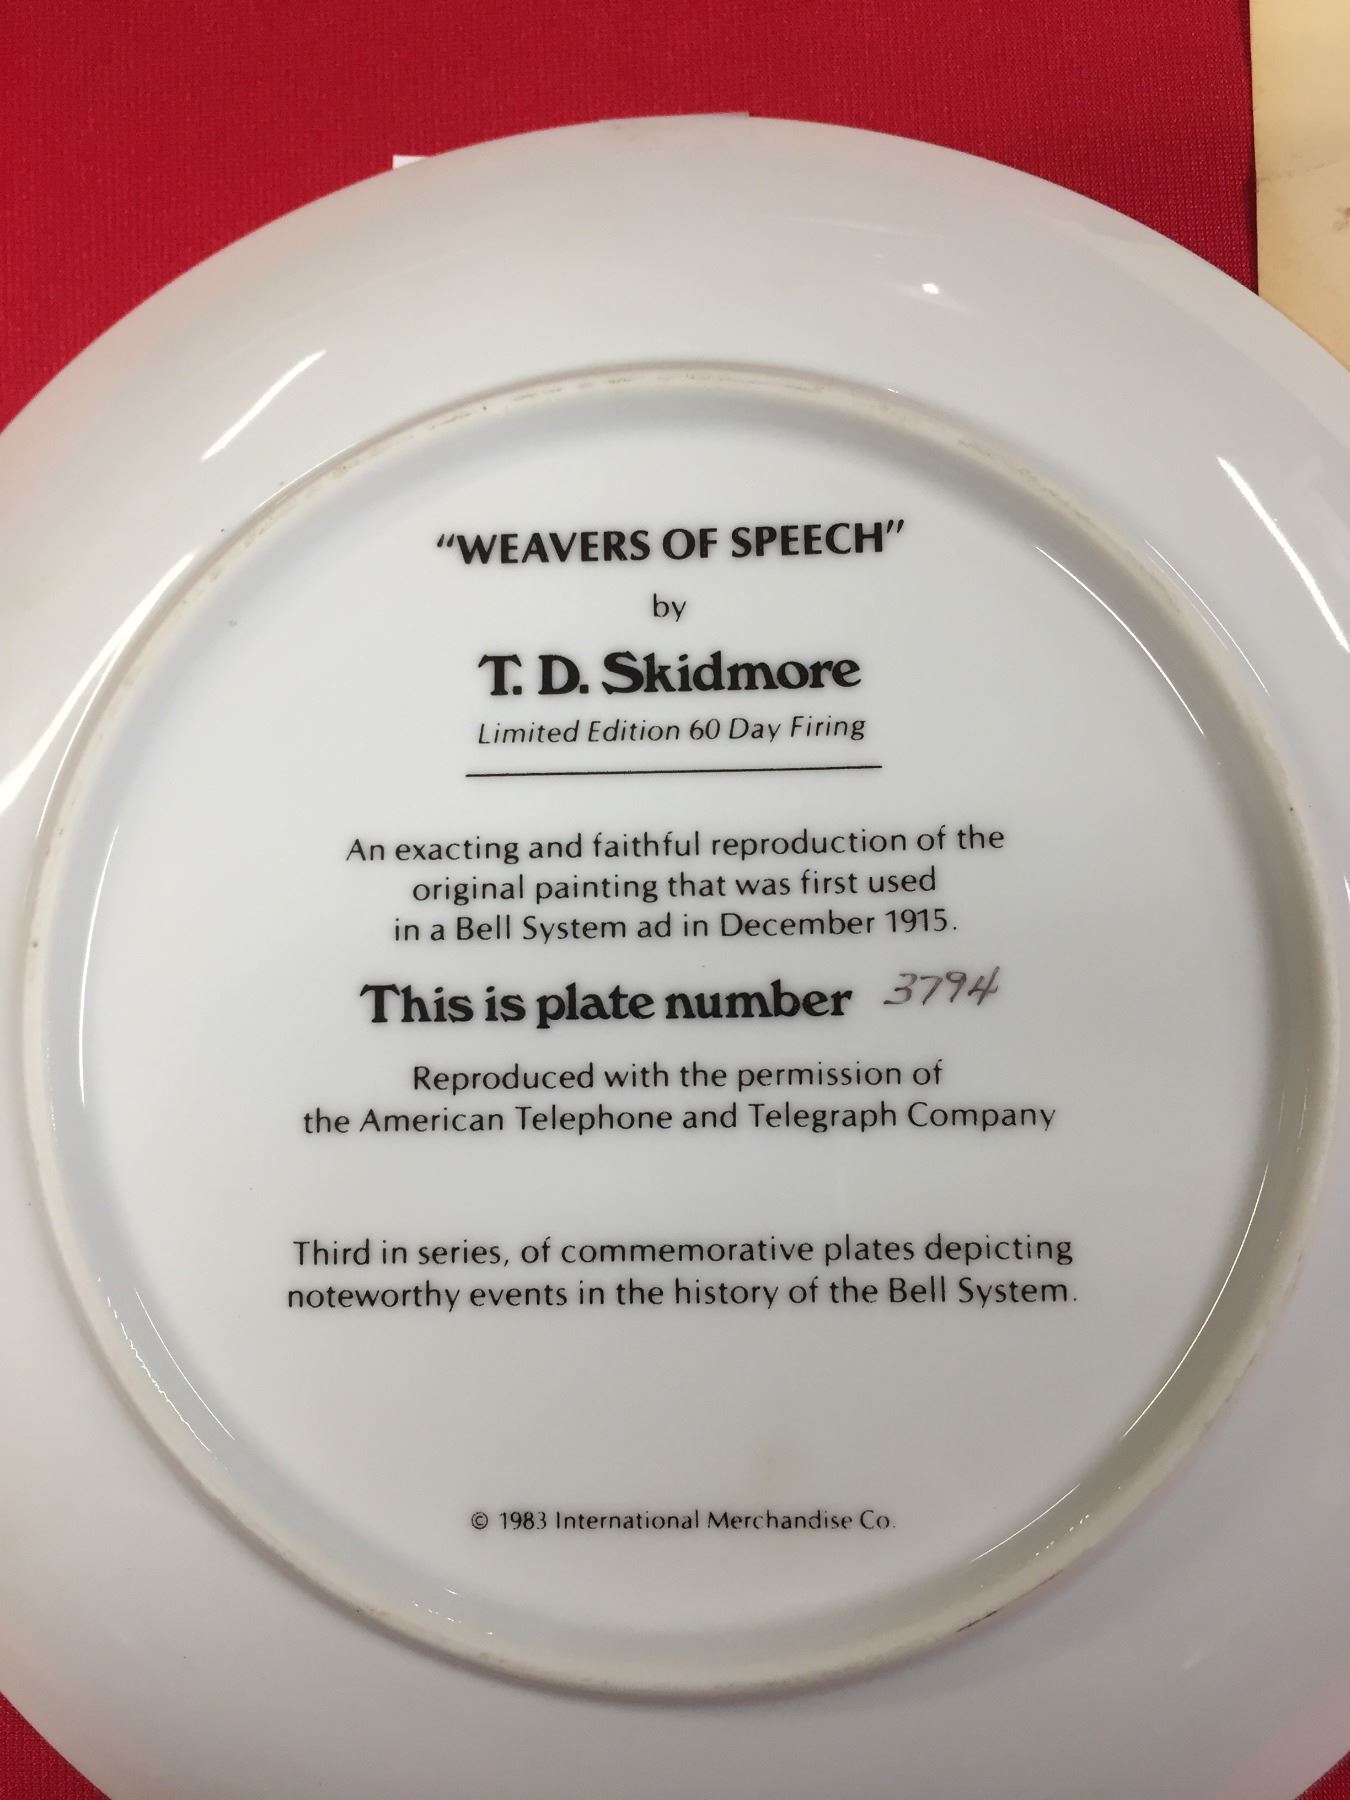 "WEAVERS OF SPEECH"
by
T. D. Skidmore
Limited Edition 60 Day Firing
An exacting and faithful reproduction of the
original painting that was first used
in a Bell System ad in December 1915.
This is plate number 3794
Reproduced with the permission of
the American Telephone and Telegraph Company
Third in series, of commemorative plates depicting
noteworthy events in the history of the Bell System.
© 1983 International Merchandise Co.